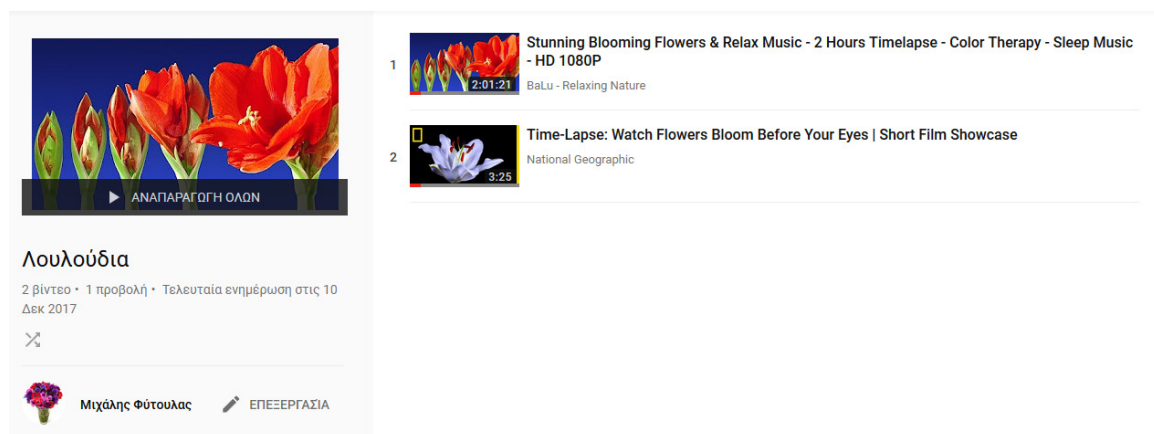 ΑΝΑΠΑΡΑΓΩΓΗ ΟΛΩΝ
Λουλούδια
2 βίντεο • 1 προβολή • Τελευταία ενημέρωση στις 10
Δεκ 2017
Μιχάλης Φύτουλας
ΕΠΕΞΕΡΓΑΣΙΑ
1
2:01:21
Stunning Blooming Flowers & Relax Music - 2 Hours Timelapse - Color Therapy - Sleep Music
- HD 1080P
BaLu - Relaxing Nature
2
3:25
Time-Lapse: Watch Flowers Bloom Before Your Eyes | Short Film Showcase
National Geographic